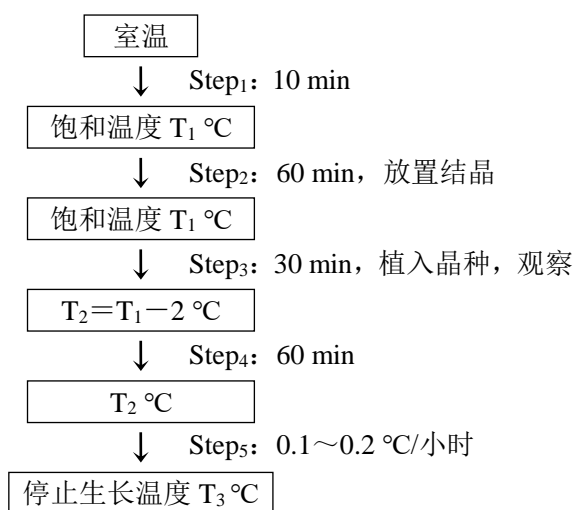 室温
Step₁：10 min
饱和温度 T₁ ℃
Step₂：60 min，放置结晶
饱和温度 T₁ ℃
Step₃：30 min，植入晶种，观察
T₂＝T₁－2 ℃
Step₄：60 min
T₂ ℃
Step₅：0.1～0.2 ℃/小时
停止生长温度 T₃ ℃